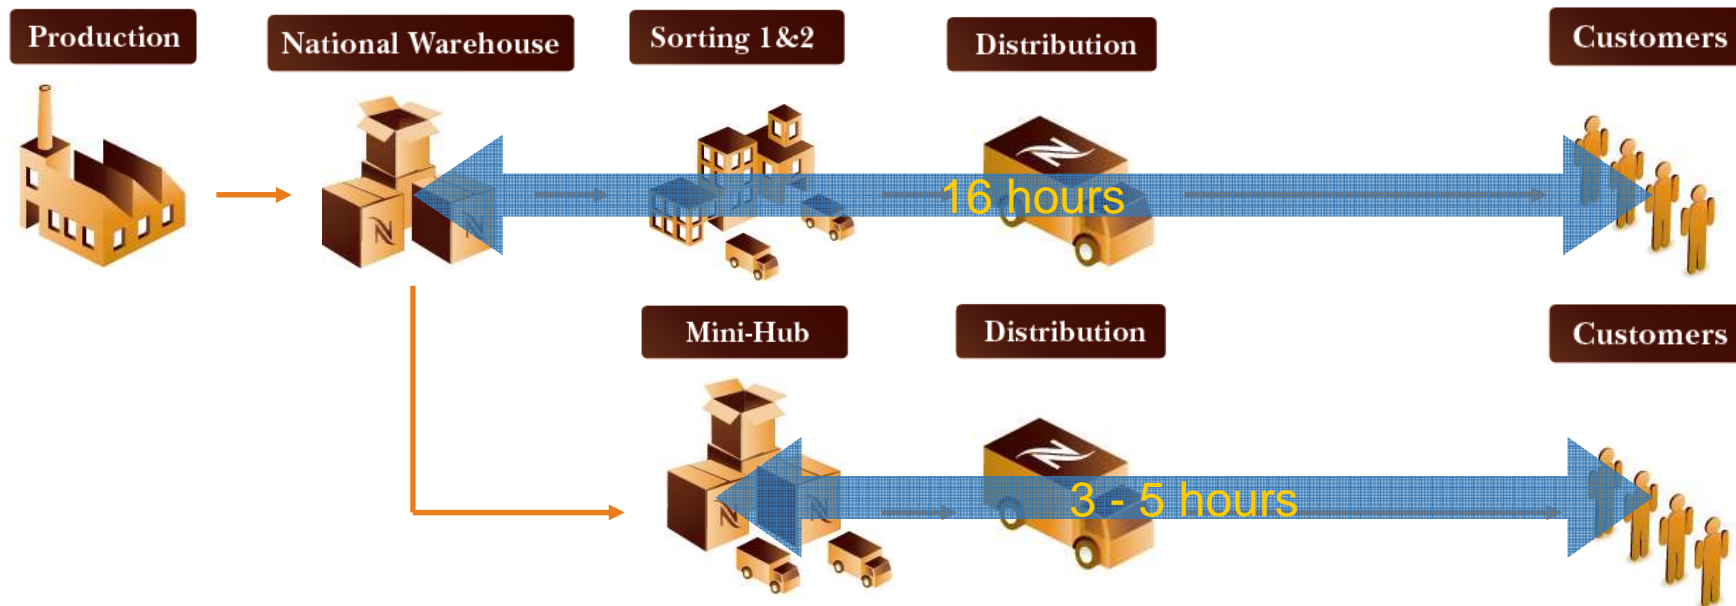 Production
National Warehouse
Sorting 1&2
Distribution
Customers
16 hours
Mini-Hub
Distribution
Customers
3 - 5 hours